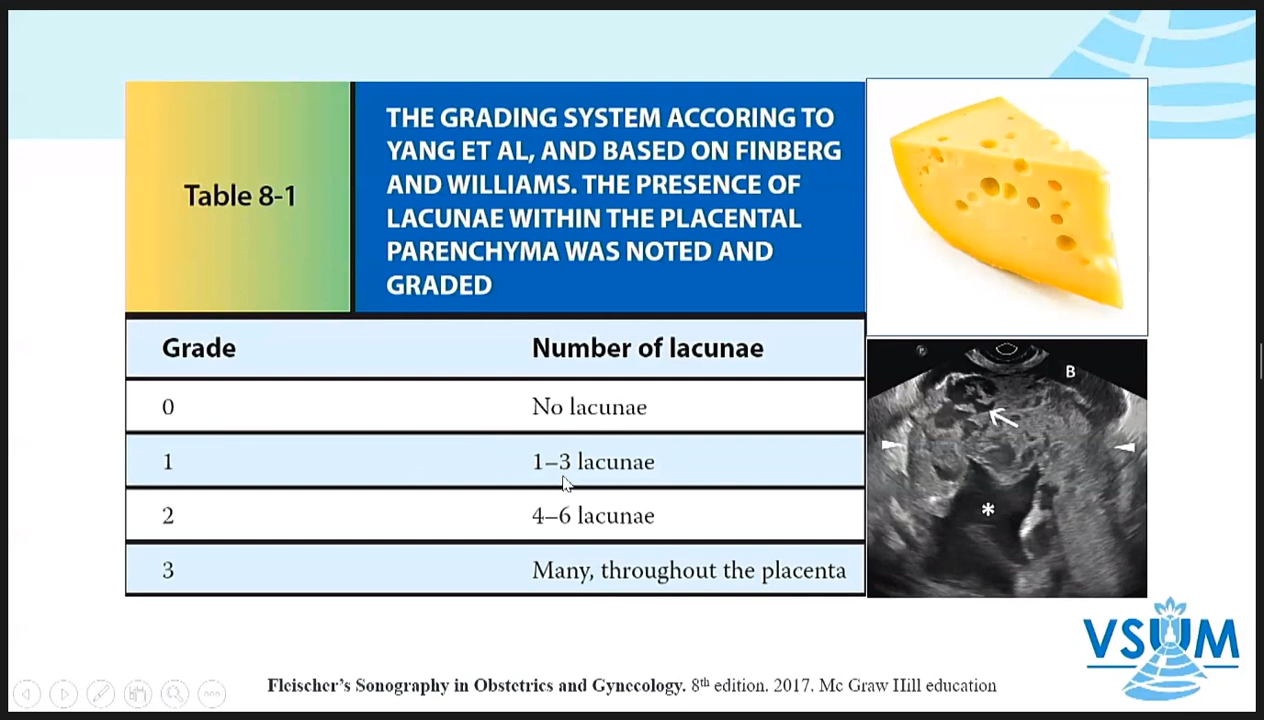 Table 8-1
THE GRADING SYSTEM ACCORING TO
YANG ET AL, AND BASED ON FINBERG
AND WILLIAMS. THE PRESENCE OF
LACUNAE WITHIN THE PLACENTAL
PARENCHYMA WAS NOTED AND
GRADED
Grade Number of lacunae
0 No lacunae
1 1–3 lacunae
2 4–6 lacunae
3 Many, throughout the placenta
B
*
VSUM
Fleischer's Sonography in Obstetrics and Gynecology. 8th edition. 2017. Mc Graw Hill education